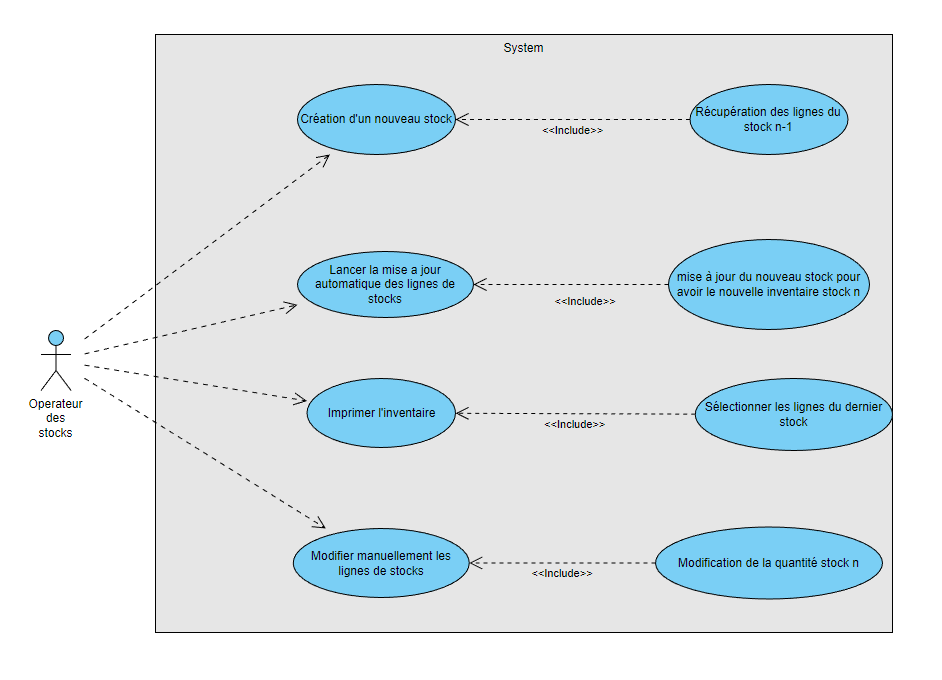 System
Création d'un nouveau stock
Récupération des lignes du
stock n-1
<<Include>>
Lancer la mise a jour
automatique des lignes de
stocks
mise à jour du nouveau stock pour
avoir le nouvelle inventaire stock n
<<Include>>
Operateur
des
stocks
Imprimer l'inventaire
Sélectionner les lignes du dernier
stock
<<Include>>
Modifier manuellement les
lignes de stocks
Modification de la quantité stock n
<<Include>>